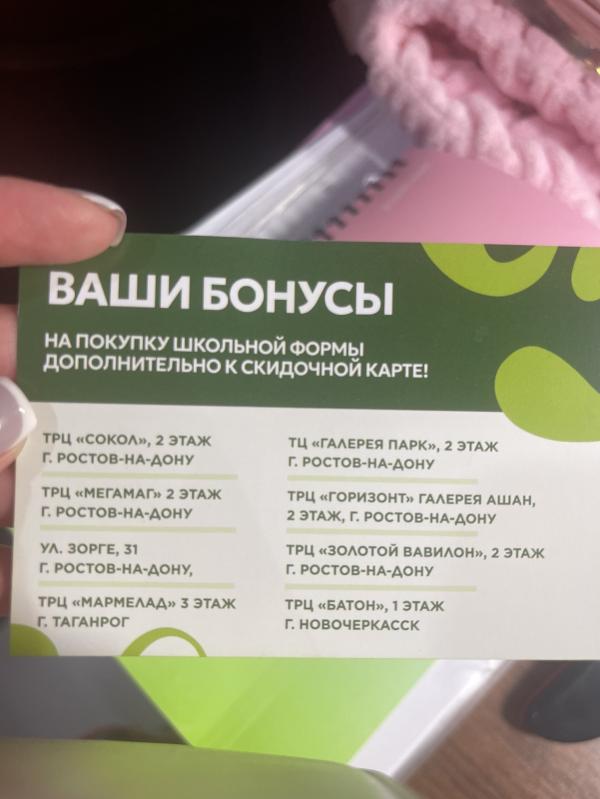 ВАШИ БОНУСЫ
НА ПОКУПКУ ШКОЛЬНОЙ ФОРМЫ
ДОПОЛНИТЕЛЬНО К СКИДОЧНОЙ КАРТЕ!
ТРЦ «СОКОЛ», 2 ЭТАЖ
Г. РОСТОВ-НА-ДОНУ
ТРЦ «МЕГАМАГ» 2 ЭТАЖ
Г. РОСТОВ-НА-ДОНУ
УЛ. ЗОРГЕ, 31
Г. РОСТОВ-НА-ДОНУ,
ТРЦ «МАРМЕЛАД» 3 ЭТАЖ
Г. ТАГАНРОГ
ТЦ «ГАЛЕРЕЯ ПАРК», 2 ЭТАЖ
Г. РОСТОВ-НА-ДОНУ
ТРЦ «ГОРИЗОНТ» ГАЛЕРЕЯ АШАН,
2 ЭТАЖ, Г. РОСТОВ-НА-ДОНУ
ТРЦ «ЗОЛОТОЙ ВАВИЛОН», 2 ЭТАЖ
Г. РОСТОВ-НА-ДОНУ
ТРЦ «БАТОН», 1 ЭТАЖ
Г. НОВОЧЕРКАССК